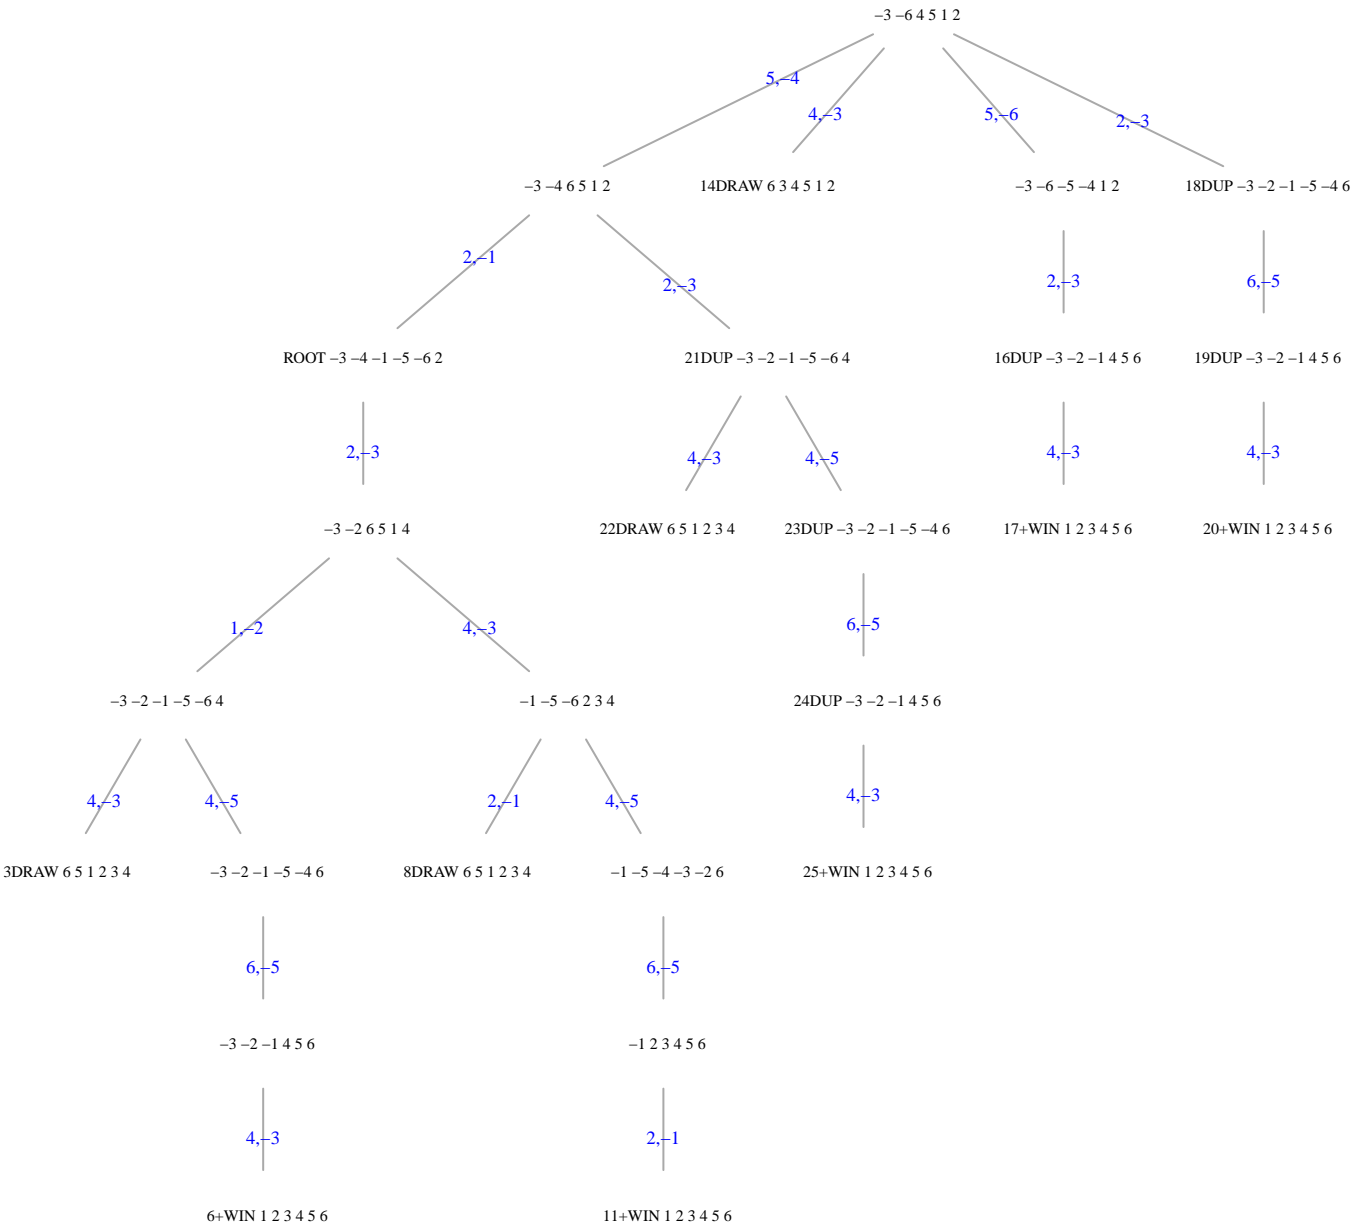 –3 –6 4 5 1 2
5,–4
4,–3
5,–6
2,–3
–3 –4 6 5 1 2
14DRAW 6 3 4 5 1 2
–3 –6 –5 –4 1 2
18DUP –3 –2 –1 –5 –4 6
2,–1
2,–3
2,–3
6,–5
ROOT –3 –4 –1 –5 –6 2
21DUP –3 –2 –1 –5 –6 4
16DUP –3 –2 –1 4 5 6
19DUP –3 –2 –1 4 5 6
2,–3
4,–3
4,–5
4,–3
4,–3
–3 –2 6 5 1 4
22DRAW 6 5 1 2 3 4
23DUP –3 –2 –1 –5 –4 6
17+WIN 1 2 3 4 5 6
20+WIN 1 2 3 4 5 6
1,–2
4,–3
6,–5
–3 –2 –1 –5 –6 4
–1 –5 –6 2 3 4
24DUP –3 –2 –1 4 5 6
4,–3
4,–5
2,–1
4,–5
4,–3
3DRAW 6 5 1 2 3 4
–3 –2 –1 –5 –4 6
8DRAW 6 5 1 2 3 4
–1 –5 –4 –3 –2 6
25+WIN 1 2 3 4 5 6
6,–5
6,–5
–3 –2 –1 4 5 6
–1 2 3 4 5 6
4,–3
2,–1
6+WIN 1 2 3 4 5 6
11+WIN 1 2 3 4 5 6